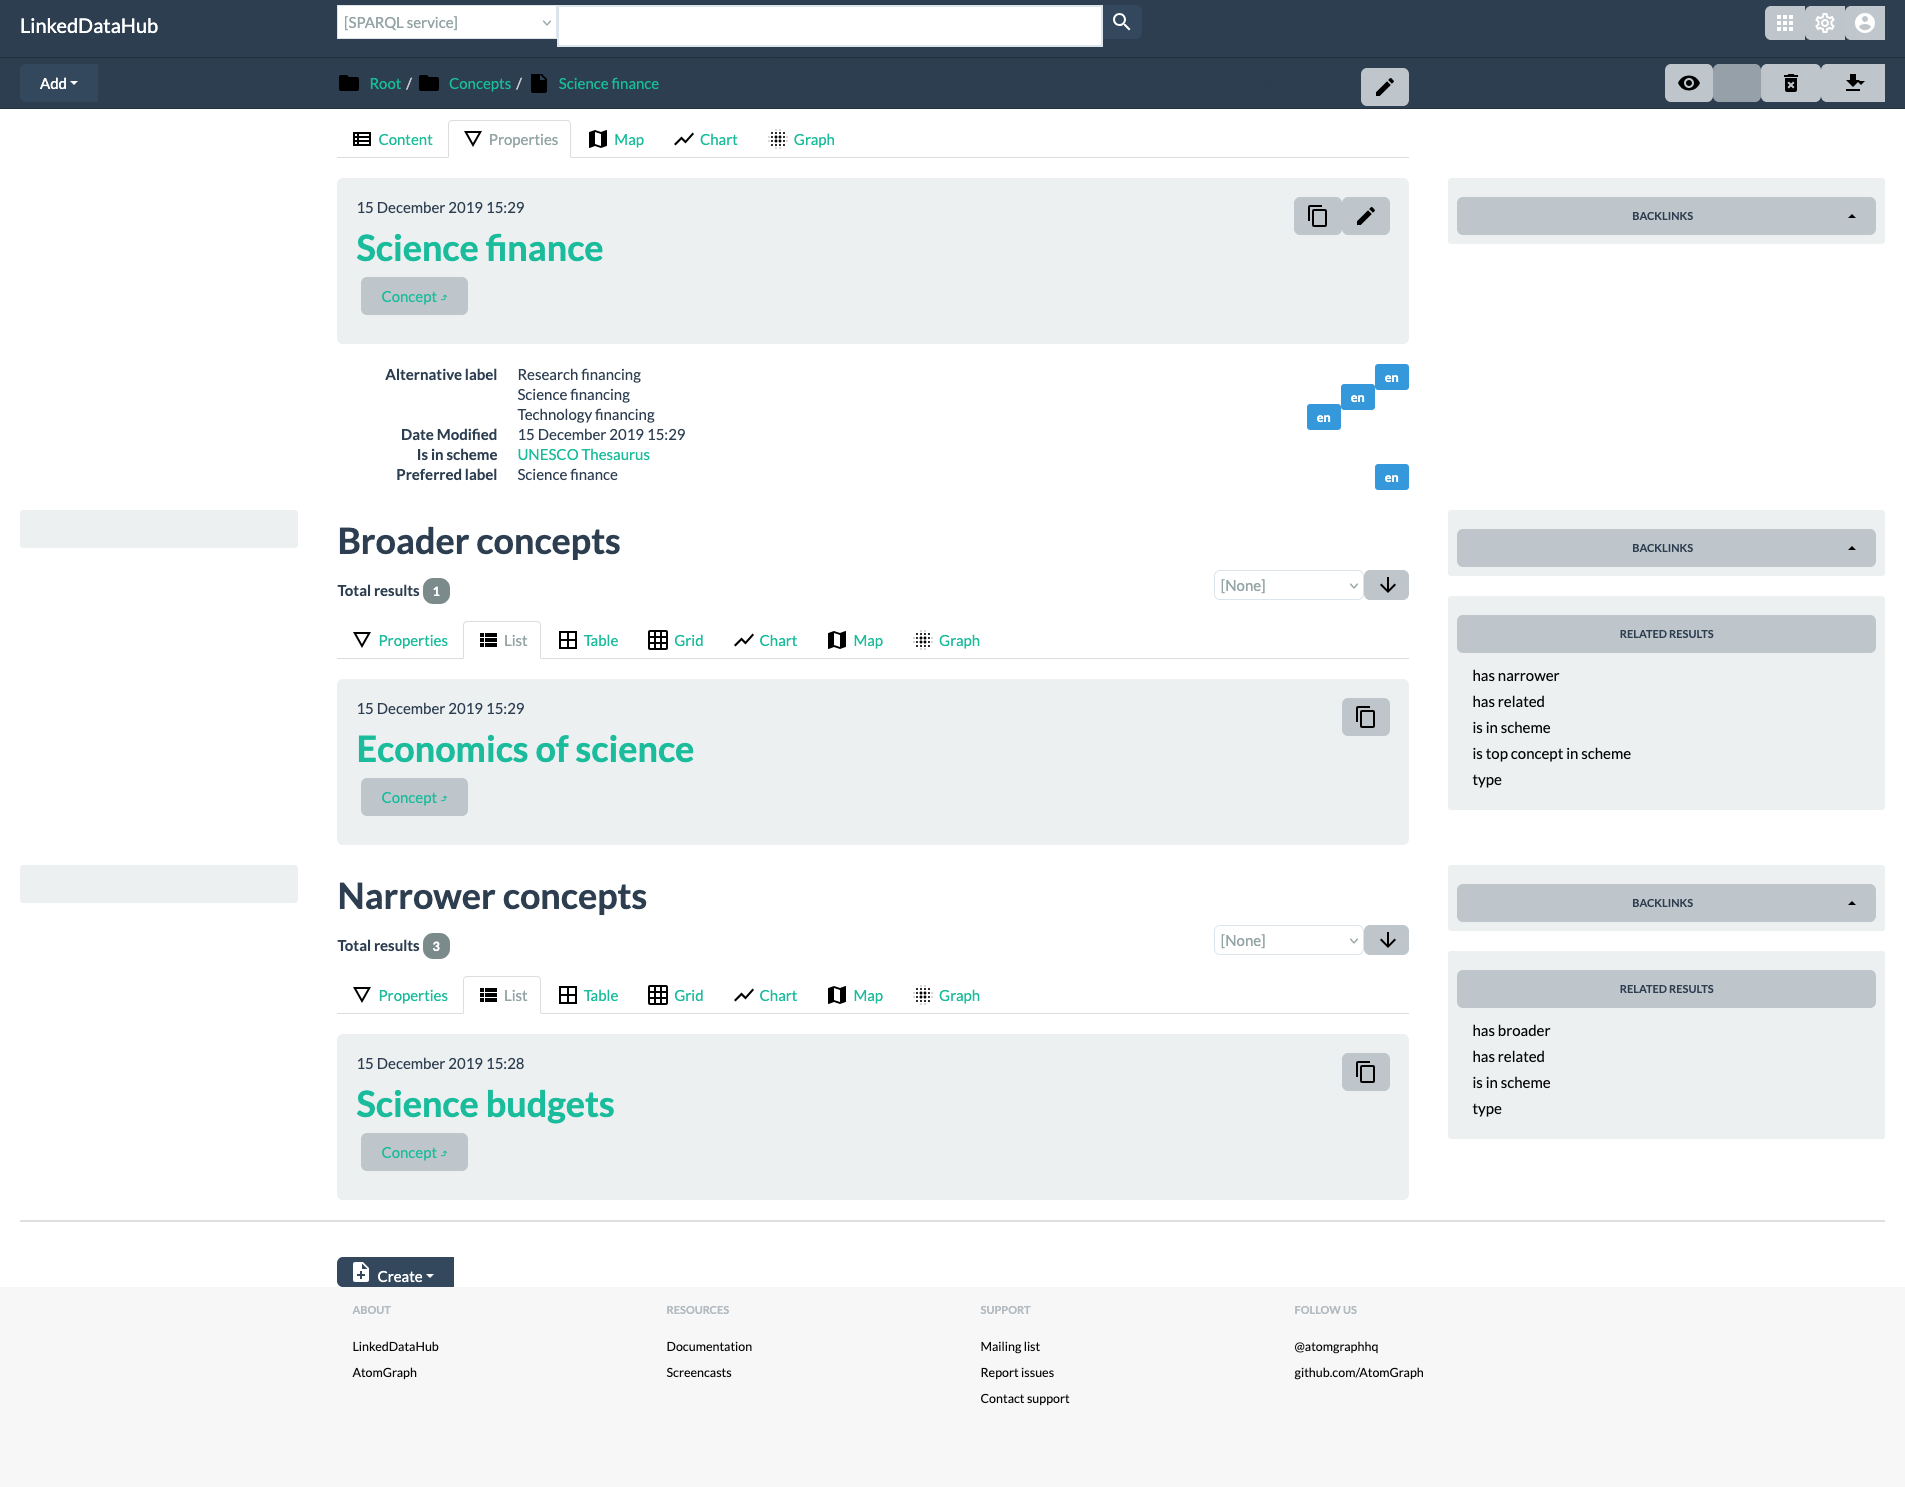 LinkedDataHub
[SPARQL service]
Add
Root / Concepts / Science finance
Content
Properties
Map
Chart
Graph
15 December 2019 15:29
Science finance
Concept
BACKLINKS
Alternative label
Research financing
en
Science financing
en
Technology financing
en
Date Modified
15 December 2019 15:29
Is in scheme
UNESCO Thesaurus
Preferred label
Science finance
en
Broader concepts
Total results 1
[None]
Properties
List
Table
Grid
Chart
Map
Graph
15 December 2019 15:29
Economics of science
Concept
BACKLINKS
RELATED RESULTS
has narrower
has related
is in scheme
is top concept in scheme
type
Narrower concepts
Total results 3
[None]
Properties
List
Table
Grid
Chart
Map
Graph
15 December 2019 15:28
Science budgets
Concept
BACKLINKS
RELATED RESULTS
has broader
has related
is in scheme
type
Create
ABOUT
LinkedDataHub
AtomGraph
RESOURCES
Documentation
Screencasts
SUPPORT
Mailing list
Report issues
Contact support
FOLLOW US
@atomgraphhq
github.com/AtomGraph